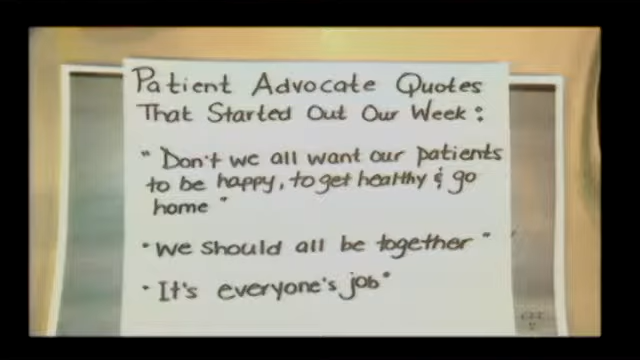 Patient Advocate Quotes
That Started Out Our Week:
"Don't we all want our patients
to be happy, to get healthy & go
home"
"We should all be together"
"It's everyone's job"